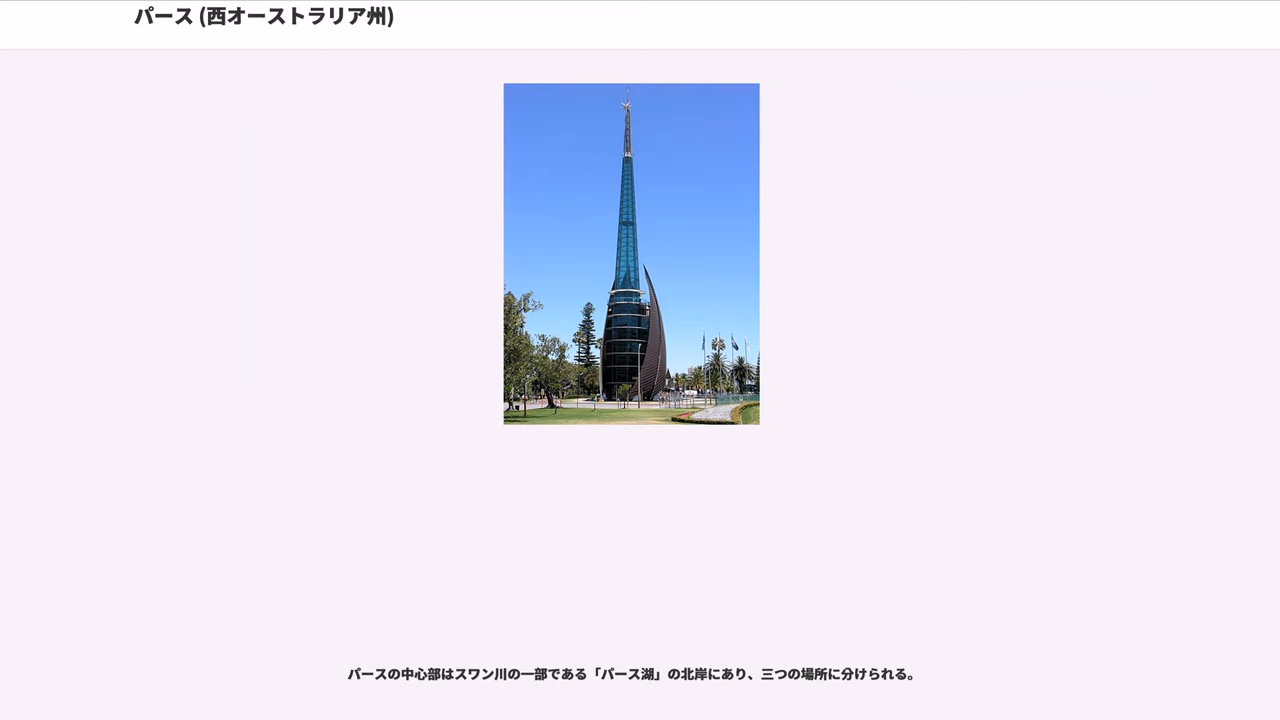 パース (西オーストラリア州)
パースの中心部はスワン川の一部である「パース湖」の北岸にあり、三つの場所に分けられる。